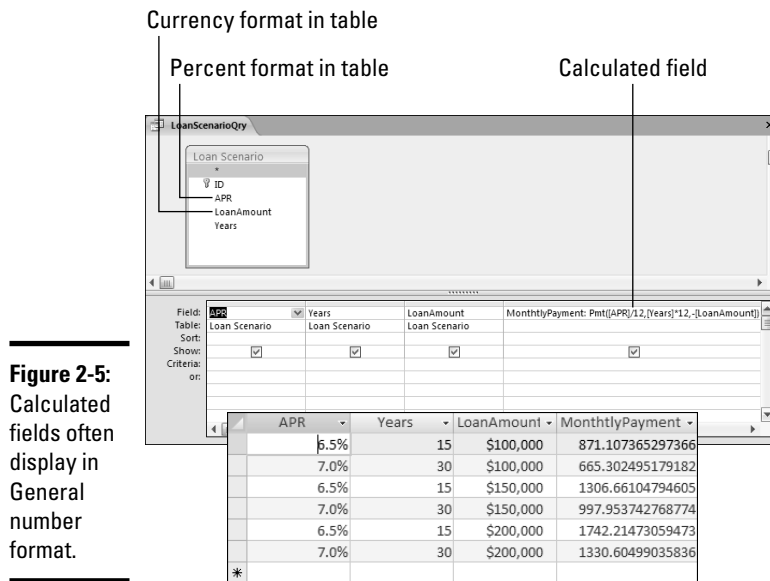 Currency format in table
Percent format in table
Calculated field
LoanScenarioQry
Loan Scenario
*
ID
APR
LoanAmount
Years
Field: APR Years LoanAmount MonthtlyPayment: Pmt([APR]/12,[Years]*12,-[LoanAmount])
Table: Loan Scenario Loan Scenario Loan Scenario
Sort:
Show:
Criteria:
or:
Figure 2-5:
Calculated
fields often
display in
General
number
format.
APR Years LoanAmount MonthtlyPayment
6.5% 15 $100,000 871.107365297366
7.0% 30 $100,000 665.302495179182
6.5% 15 $150,000 1306.66104794605
7.0% 30 $150,000 997.953742768774
6.5% 15 $200,000 1742.21473059473
7.0% 30 $200,000 1330.60499035836
*